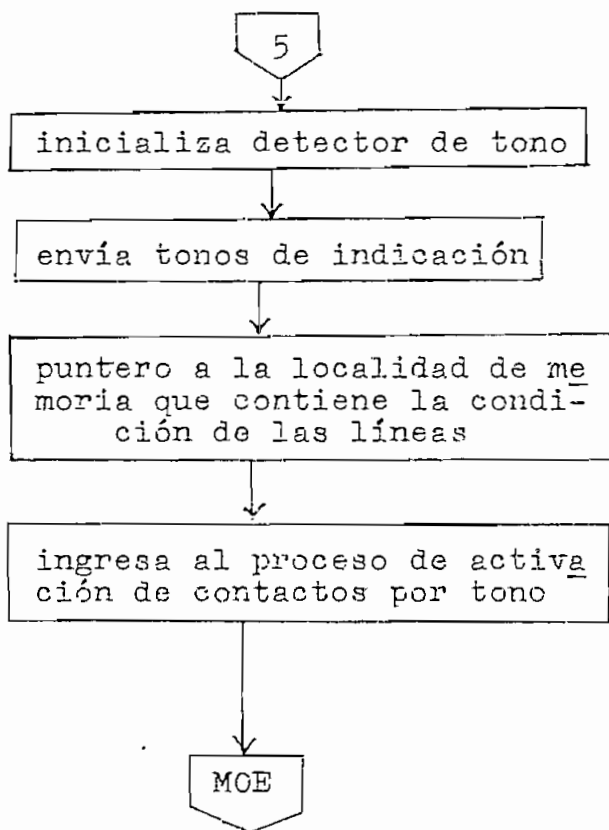 5
inicializa detector de tono
envía tonos de indicación
puntero a la localidad de me
moria que contiene la condi-
ción de las líneas
ingresa al proceso de activa
ción de contactos por tono
MOE